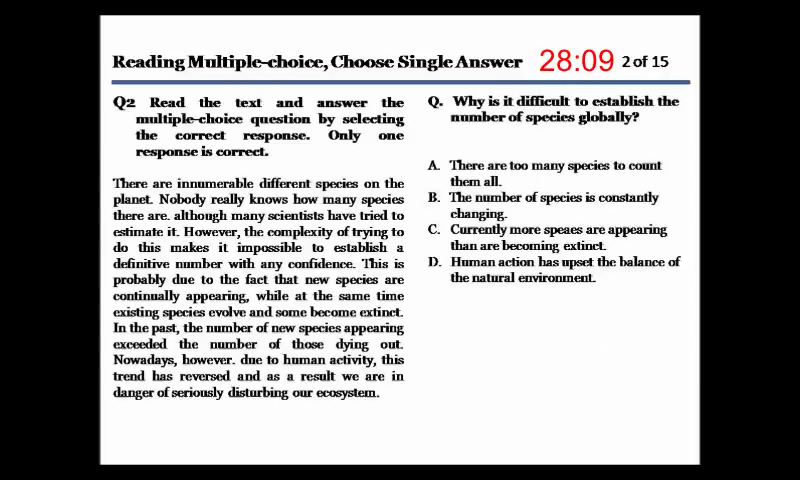 Reading Multiple-choice, Choose Single Answer 28:09 2 of 15
Q2 Read the text and answer the
multiple-choice question by selecting
the correct response. Only one
response is correct.
There are innumerable different species on the
planet. Nobody really knows how many species
there are. although many scientists have tried to
estimate it. However, the complexity of trying to
do this makes it impossible to establish a
definitive number with any confidence. This is
probably due to the fact that new species are
continually appearing, while at the same time
existing species evolve and some become extinct.
In the past, the number of new species appearing
exceeded the number of those dying out.
Nowadays, however. due to human activity, this
trend has reversed and as a result we are in
danger of seriously disturbing our ecosystem.
Q. Why is it difficult to establish the
number of species globally?
A. There are too many species to count
them all.
B. The number of species is constantly
changing.
C. Currently more speaes are appearing
than are becoming extinct.
D. Human action has upset the balance of
the natural environment.